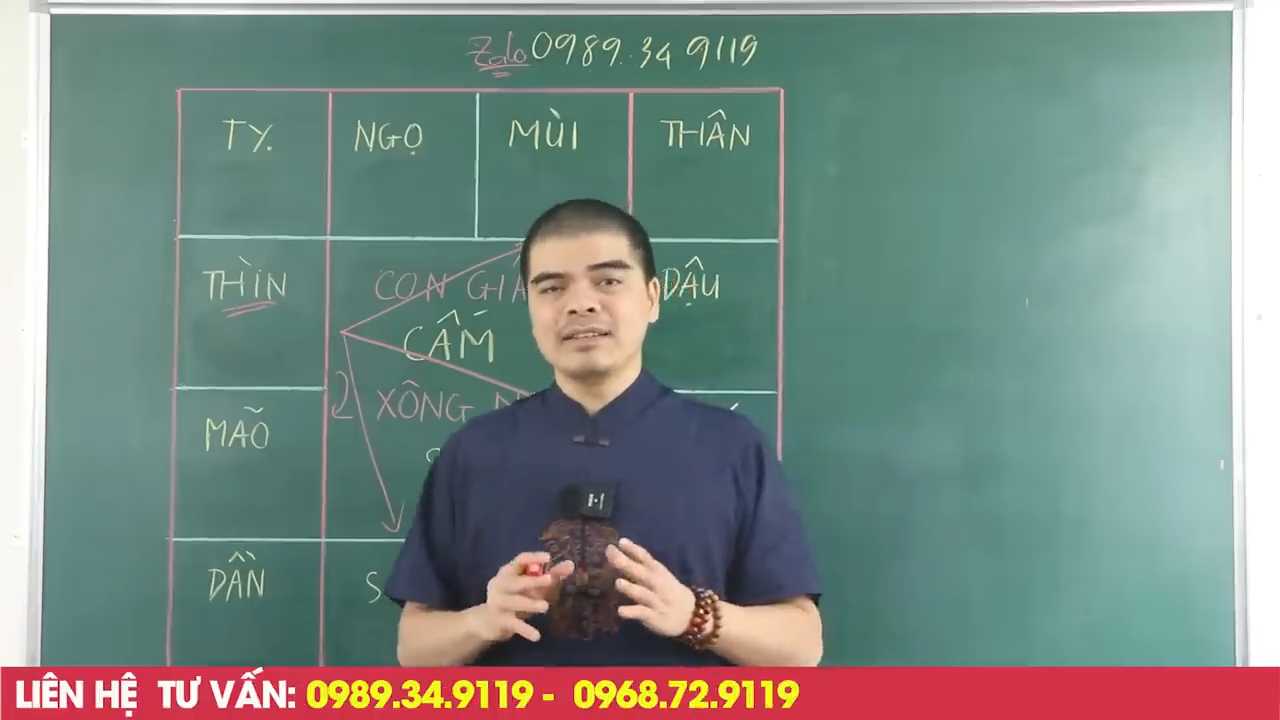 Zalo 0989.34 9119
TỴ NGỌ MÙI THÂN
THÌN CON GIÁ DẬU
CẤM
MÃO 2 XÔNG
DẦN S
LIÊN HỆ TƯ VẤN: 0989.34.9119 - 0968.72.9119